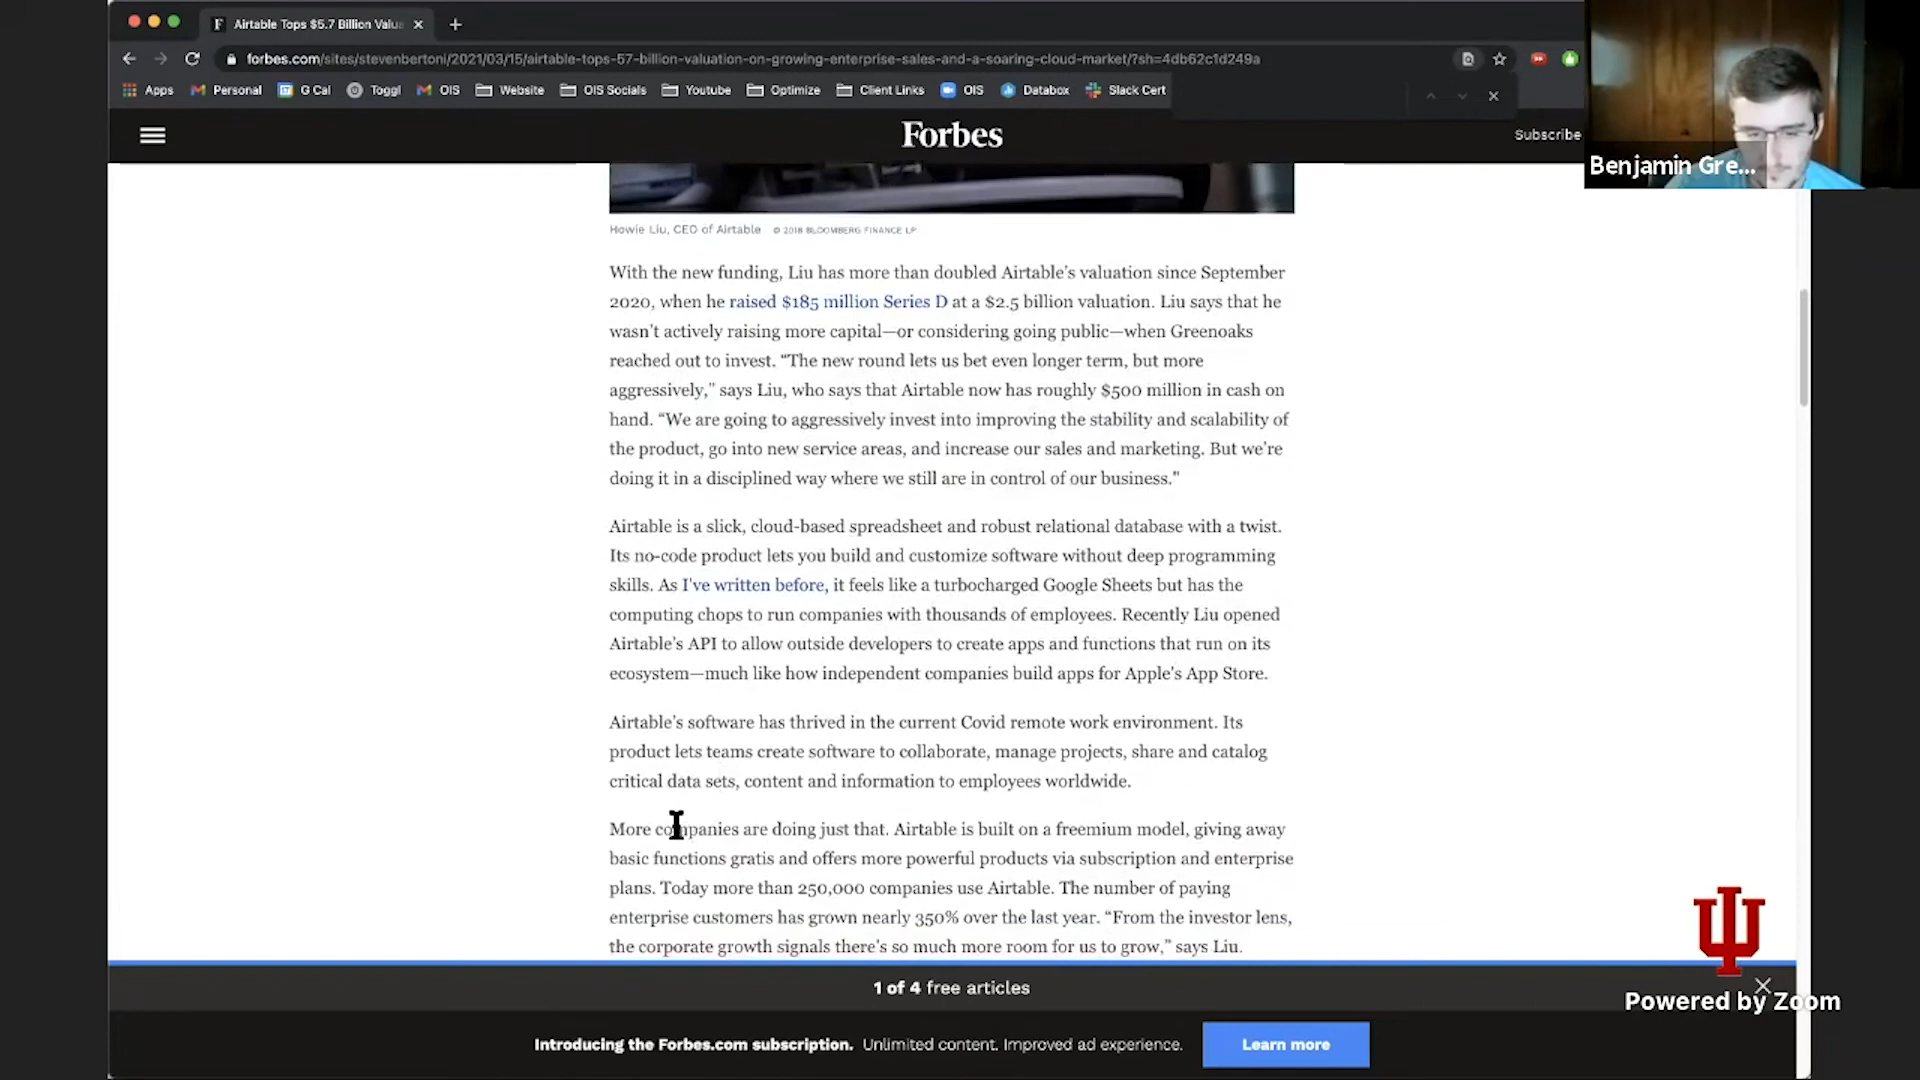 Airtable Tops $5.7 Billion Valua
forbes.com/sites/stevenbertoni/2021/03/15/airtable-tops-57-billion-valuation-on-growing-enterprise-sales-and-a-soaring-cloud-market/?sh=4db62c1d249a
Apps Personal G Cal Toggl OIS Website OIS Socials Youtube Optimize Client Links OIS Databox Slack Cert
Forbes
Subscribe
Benjamin Gre...
Howie Liu, CEO of Airtable © 2018 BLOOMBERG FINANCE LP
With the new funding, Liu has more than doubled Airtable's valuation since September
2020, when he raised $185 million Series D at a $2.5 billion valuation. Liu says that he
wasn't actively raising more capital—or considering going public—when Greenoaks
reached out to invest. “The new round lets us bet even longer term, but more
aggressively,” says Liu, who says that Airtable now has roughly $500 million in cash on
hand. “We are going to aggressively invest into improving the stability and scalability of
the product, go into new service areas, and increase our sales and marketing. But we're
doing it in a disciplined way where we still are in control of our business."
Airtable is a slick, cloud-based spreadsheet and robust relational database with a twist.
Its no-code product lets you build and customize software without deep programming
skills. As I've written before, it feels like a turbocharged Google Sheets but has the
computing chops to run companies with thousands of employees. Recently Liu opened
Airtable's API to allow outside developers to create apps and functions that run on its
ecosystem—much like how independent companies build apps for Apple's App Store.
Airtable's software has thrived in the current Covid remote work environment. Its
product lets teams create software to collaborate, manage projects, share and catalog
critical data sets, content and information to employees worldwide.
More companies are doing just that. Airtable is built on a freemium model, giving away
basic functions gratis and offers more powerful products via subscription and enterprise
plans. Today more than 250,000 companies use Airtable. The number of paying
enterprise customers has grown nearly 350% over the last year. “From the investor lens,
the corporate growth signals there's so much more room for us to grow,” says Liu.
1 of 4 free articles
Powered by Zoom
Introducing the Forbes.com subscription. Unlimited content. Improved ad experience.
Learn more